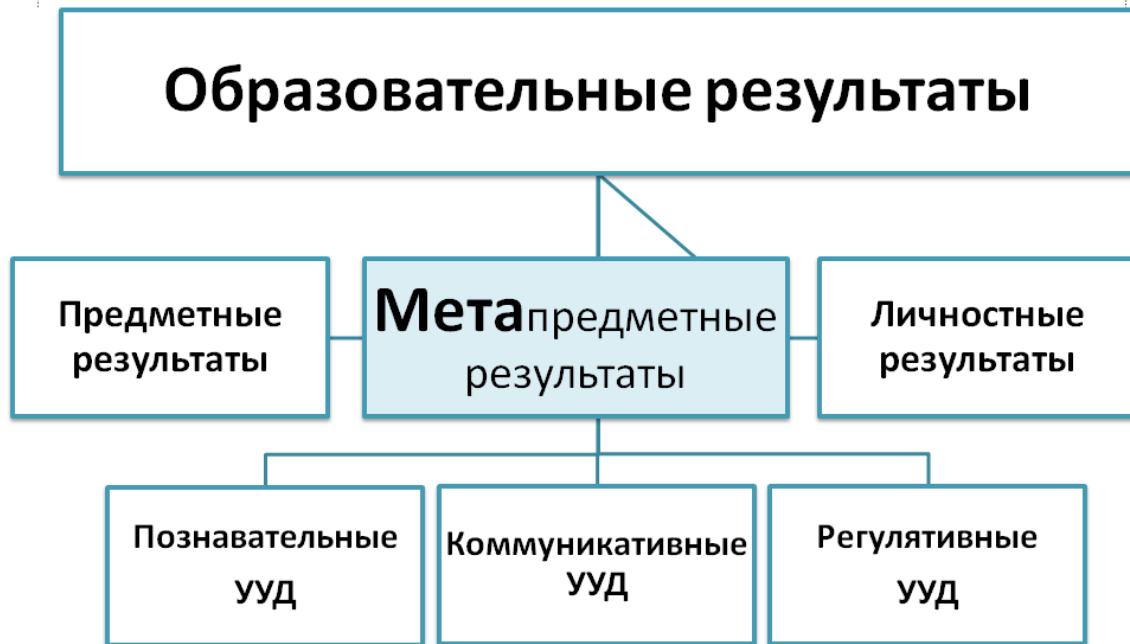 Образовательные результаты
Предметные
результаты
Метапредметные
результаты
Личностные
результаты
Познавательные
УУД
Коммуникативные
УУД
Регулятивные
УУД